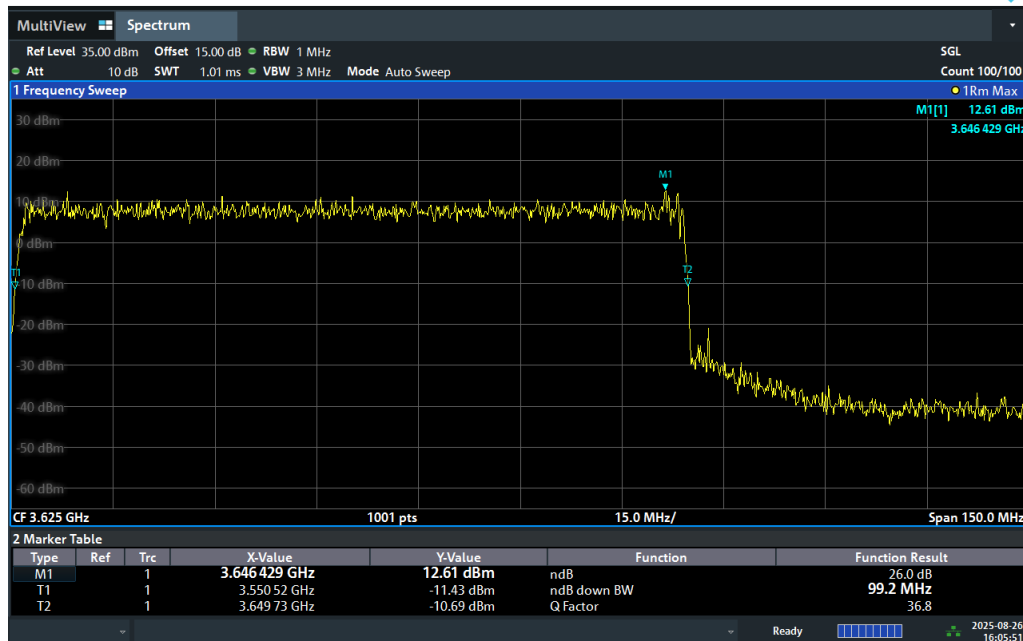 MultiView Spectrum
Ref Level 35.00 dBm Offset 15.00 dB RBW 1 MHz SGL
Att 10 dB SWT 1.01 ms VBW 3 MHz Mode Auto Sweep Count 100/100
1 Frequency Sweep 1Rm Max
M1[1] 12.61 dBm
3.646 429 GHz
30 dBm
20 dBm
M1
10 dBm
0 dBm
T1
T2
-10 dBm
-20 dBm
-30 dBm
-40 dBm
-50 dBm
-60 dBm
CF 3.625 GHz 1001 pts 15.0 MHz/ Span 150.0 MHz
2 Marker Table
Type Ref Trc X-Value Y-Value Function Function Result
M1 1 3.646 429 GHz 12.61 dBm ndB 26.0 dB
T1 1 3.550 52 GHz -11.43 dBm ndB down BW 99.2 MHz
T2 1 3.649 73 GHz -10.69 dBm Q Factor 36.8
Ready 2025-08-26
16:05:51